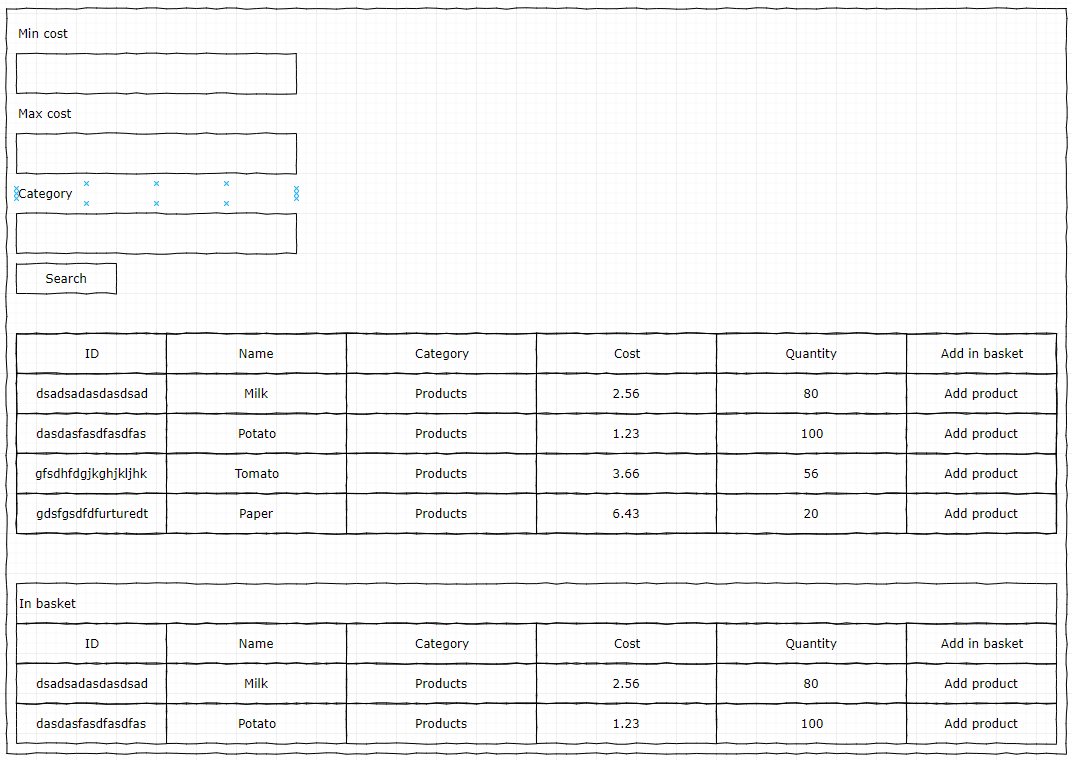 Min cost
Max cost
Category
Search
ID Name Category Cost Quantity Add in basket
dsadsadasdasdsad Milk Products 2.56 80 Add product
dasdasfasdfasdfas Potato Products 1.23 100 Add product
gfsdhfdgjkghjkljhk Tomato Products 3.66 56 Add product
gdsfgsdfdfurturedt Paper Products 6.43 20 Add product
In basket
ID Name Category Cost Quantity Add in basket
dsadsadasdasdsad Milk Products 2.56 80 Add product
dasdasfasdfasdfas Potato Products 1.23 100 Add product